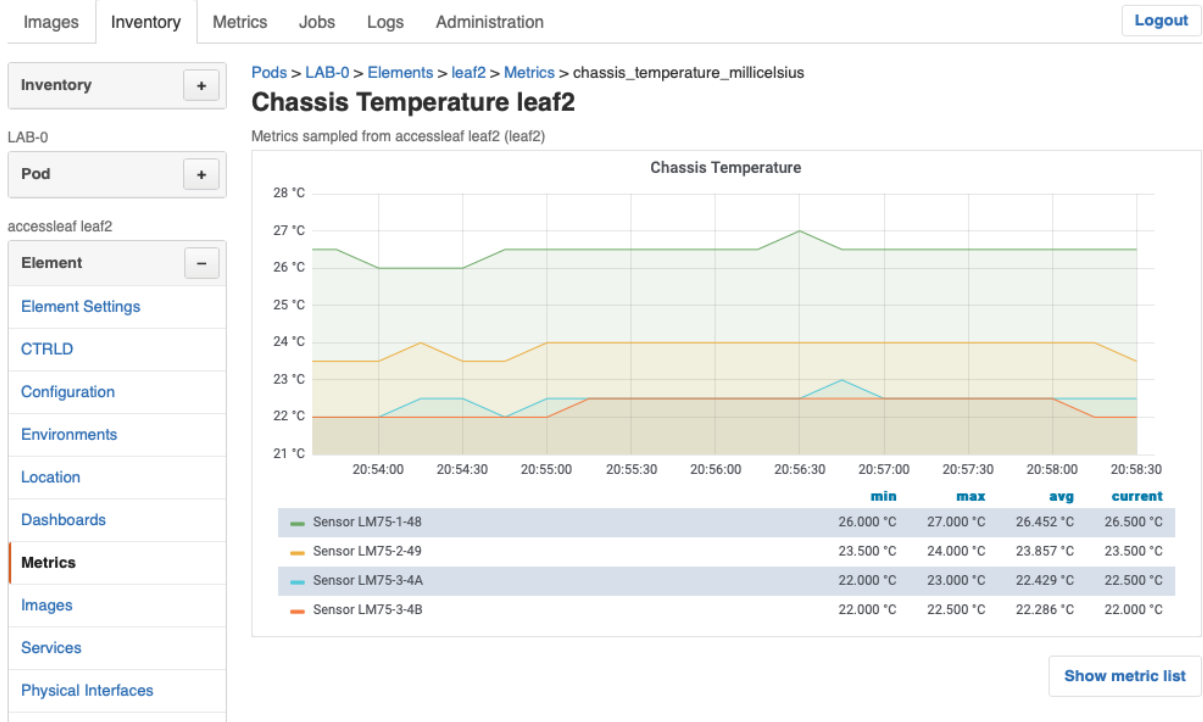 Images Inventory Metrics Jobs Logs Administration Logout
Inventory +
LAB-0
Pod +
accessleaf leaf2
Element −
Element Settings
CTRLD
Configuration
Environments
Location
Dashboards
Metrics
Images
Services
Physical Interfaces
Pods > LAB-0 > Elements > leaf2 > Metrics > chassis_temperature_millicelsius
Chassis Temperature leaf2
Metrics sampled from accessleaf leaf2 (leaf2)
Chassis Temperature
28 °C
27 °C
26 °C
25 °C
24 °C
23 °C
22 °C
21 °C
20:54:00 20:54:30 20:55:00 20:55:30 20:56:00 20:56:30 20:57:00 20:57:30 20:58:00 20:58:30
min max avg current
Sensor LM75-1-48 26.000 °C 27.000 °C 26.452 °C 26.500 °C
Sensor LM75-2-49 23.500 °C 24.000 °C 23.857 °C 23.500 °C
Sensor LM75-3-4A 22.000 °C 23.000 °C 22.429 °C 22.500 °C
Sensor LM75-3-4B 22.000 °C 22.500 °C 22.286 °C 22.000 °C
Show metric list